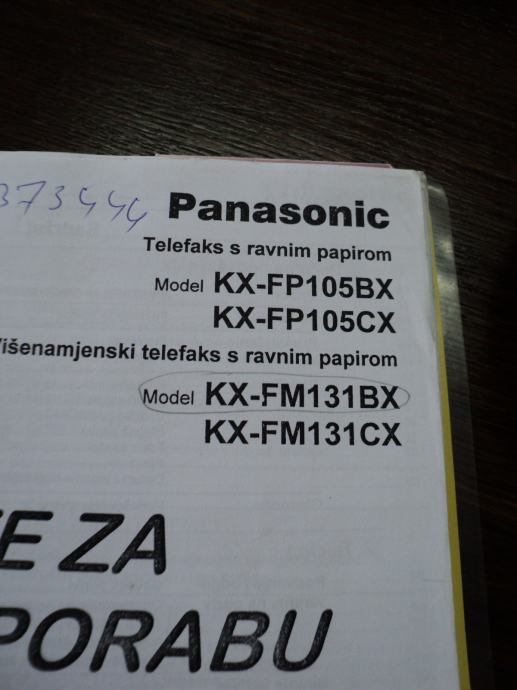 373444
Panasonic
Telefaks s ravnim papirom
Model KX-FP105BX
KX-FP105CX
išenamjenski telefaks s ravnim papirom
Model KX-FM131BX
KX-FM131CX
E ZA
PORABU